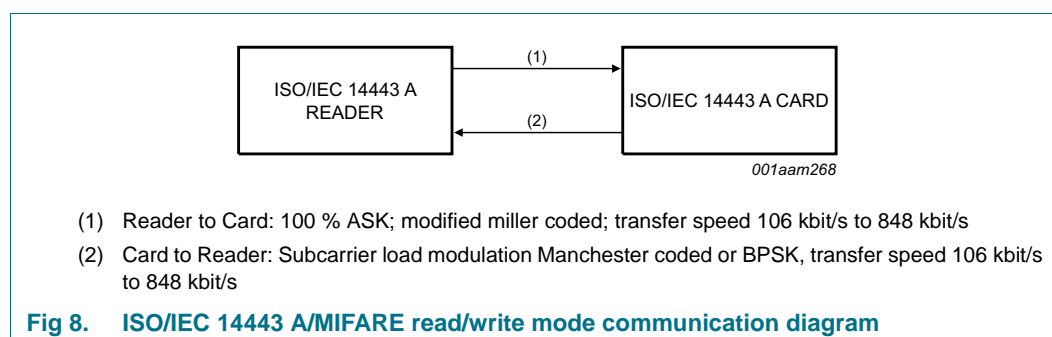 (1)
ISO/IEC 14443 A
READER
ISO/IEC 14443 A CARD
(2)
001aam268
(1) Reader to Card: 100 % ASK; modified miller coded; transfer speed 106 kbit/s to 848 kbit/s
(2) Card to Reader: Subcarrier load modulation Manchester coded or BPSK, transfer speed 106 kbit/s
to 848 kbit/s
Fig 8. ISO/IEC 14443 A/MIFARE read/write mode communication diagram